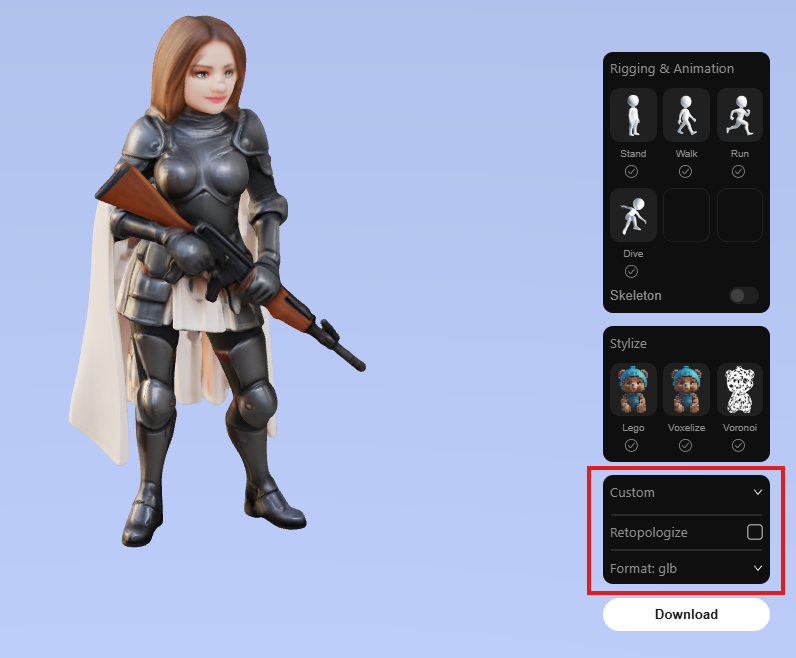 Rigging & Animation
Stand Walk Run
Dive
Skeleton
Stylize
Lego Voxelize Voronoi
Custom
Retopologize
Format: glb
Download